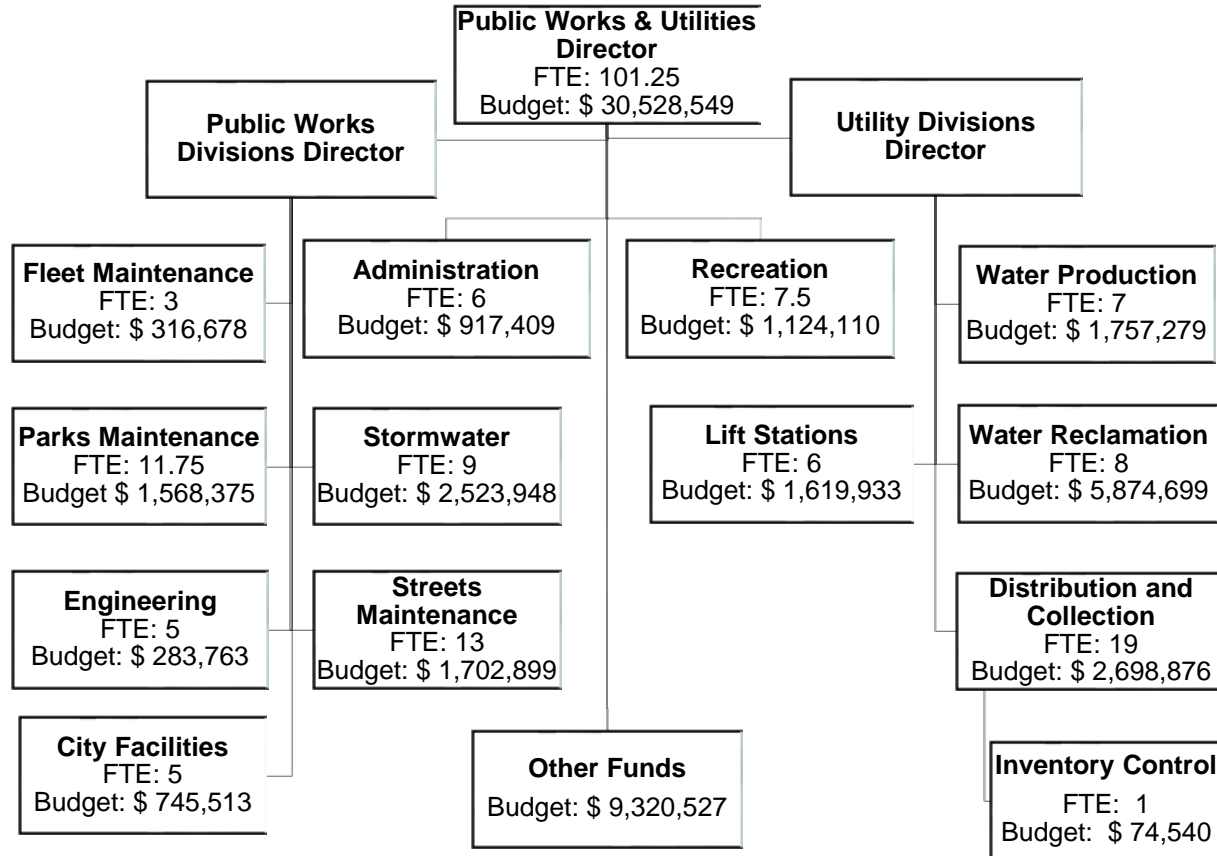 Public Works & Utilities
Director
FTE: 101.25
Budget: $ 30,528,549
Public Works
Divisions Director
Utility Divisions
Director
Fleet Maintenance
FTE: 3
Budget: $ 316,678
Administration
FTE: 6
Budget: $ 917,409
Recreation
FTE: 7.5
Budget: $ 1,124,110
Water Production
FTE: 7
Budget: $ 1,757,279
Parks Maintenance
FTE: 11.75
Budget $ 1,568,375
Stormwater
FTE: 9
Budget: $ 2,523,948
Lift Stations
FTE: 6
Budget: $ 1,619,933
Water Reclamation
FTE: 8
Budget: $ 5,874,699
Engineering
FTE: 5
Budget: $ 283,763
Streets
Maintenance
FTE: 13
Budget: $ 1,702,899
Distribution and
Collection
FTE: 19
Budget: $ 2,698,876
City Facilities
FTE: 5
Budget: $ 745,513
Other Funds
Budget: $ 9,320,527
Inventory Control
FTE: 1
Budget: $ 74,540